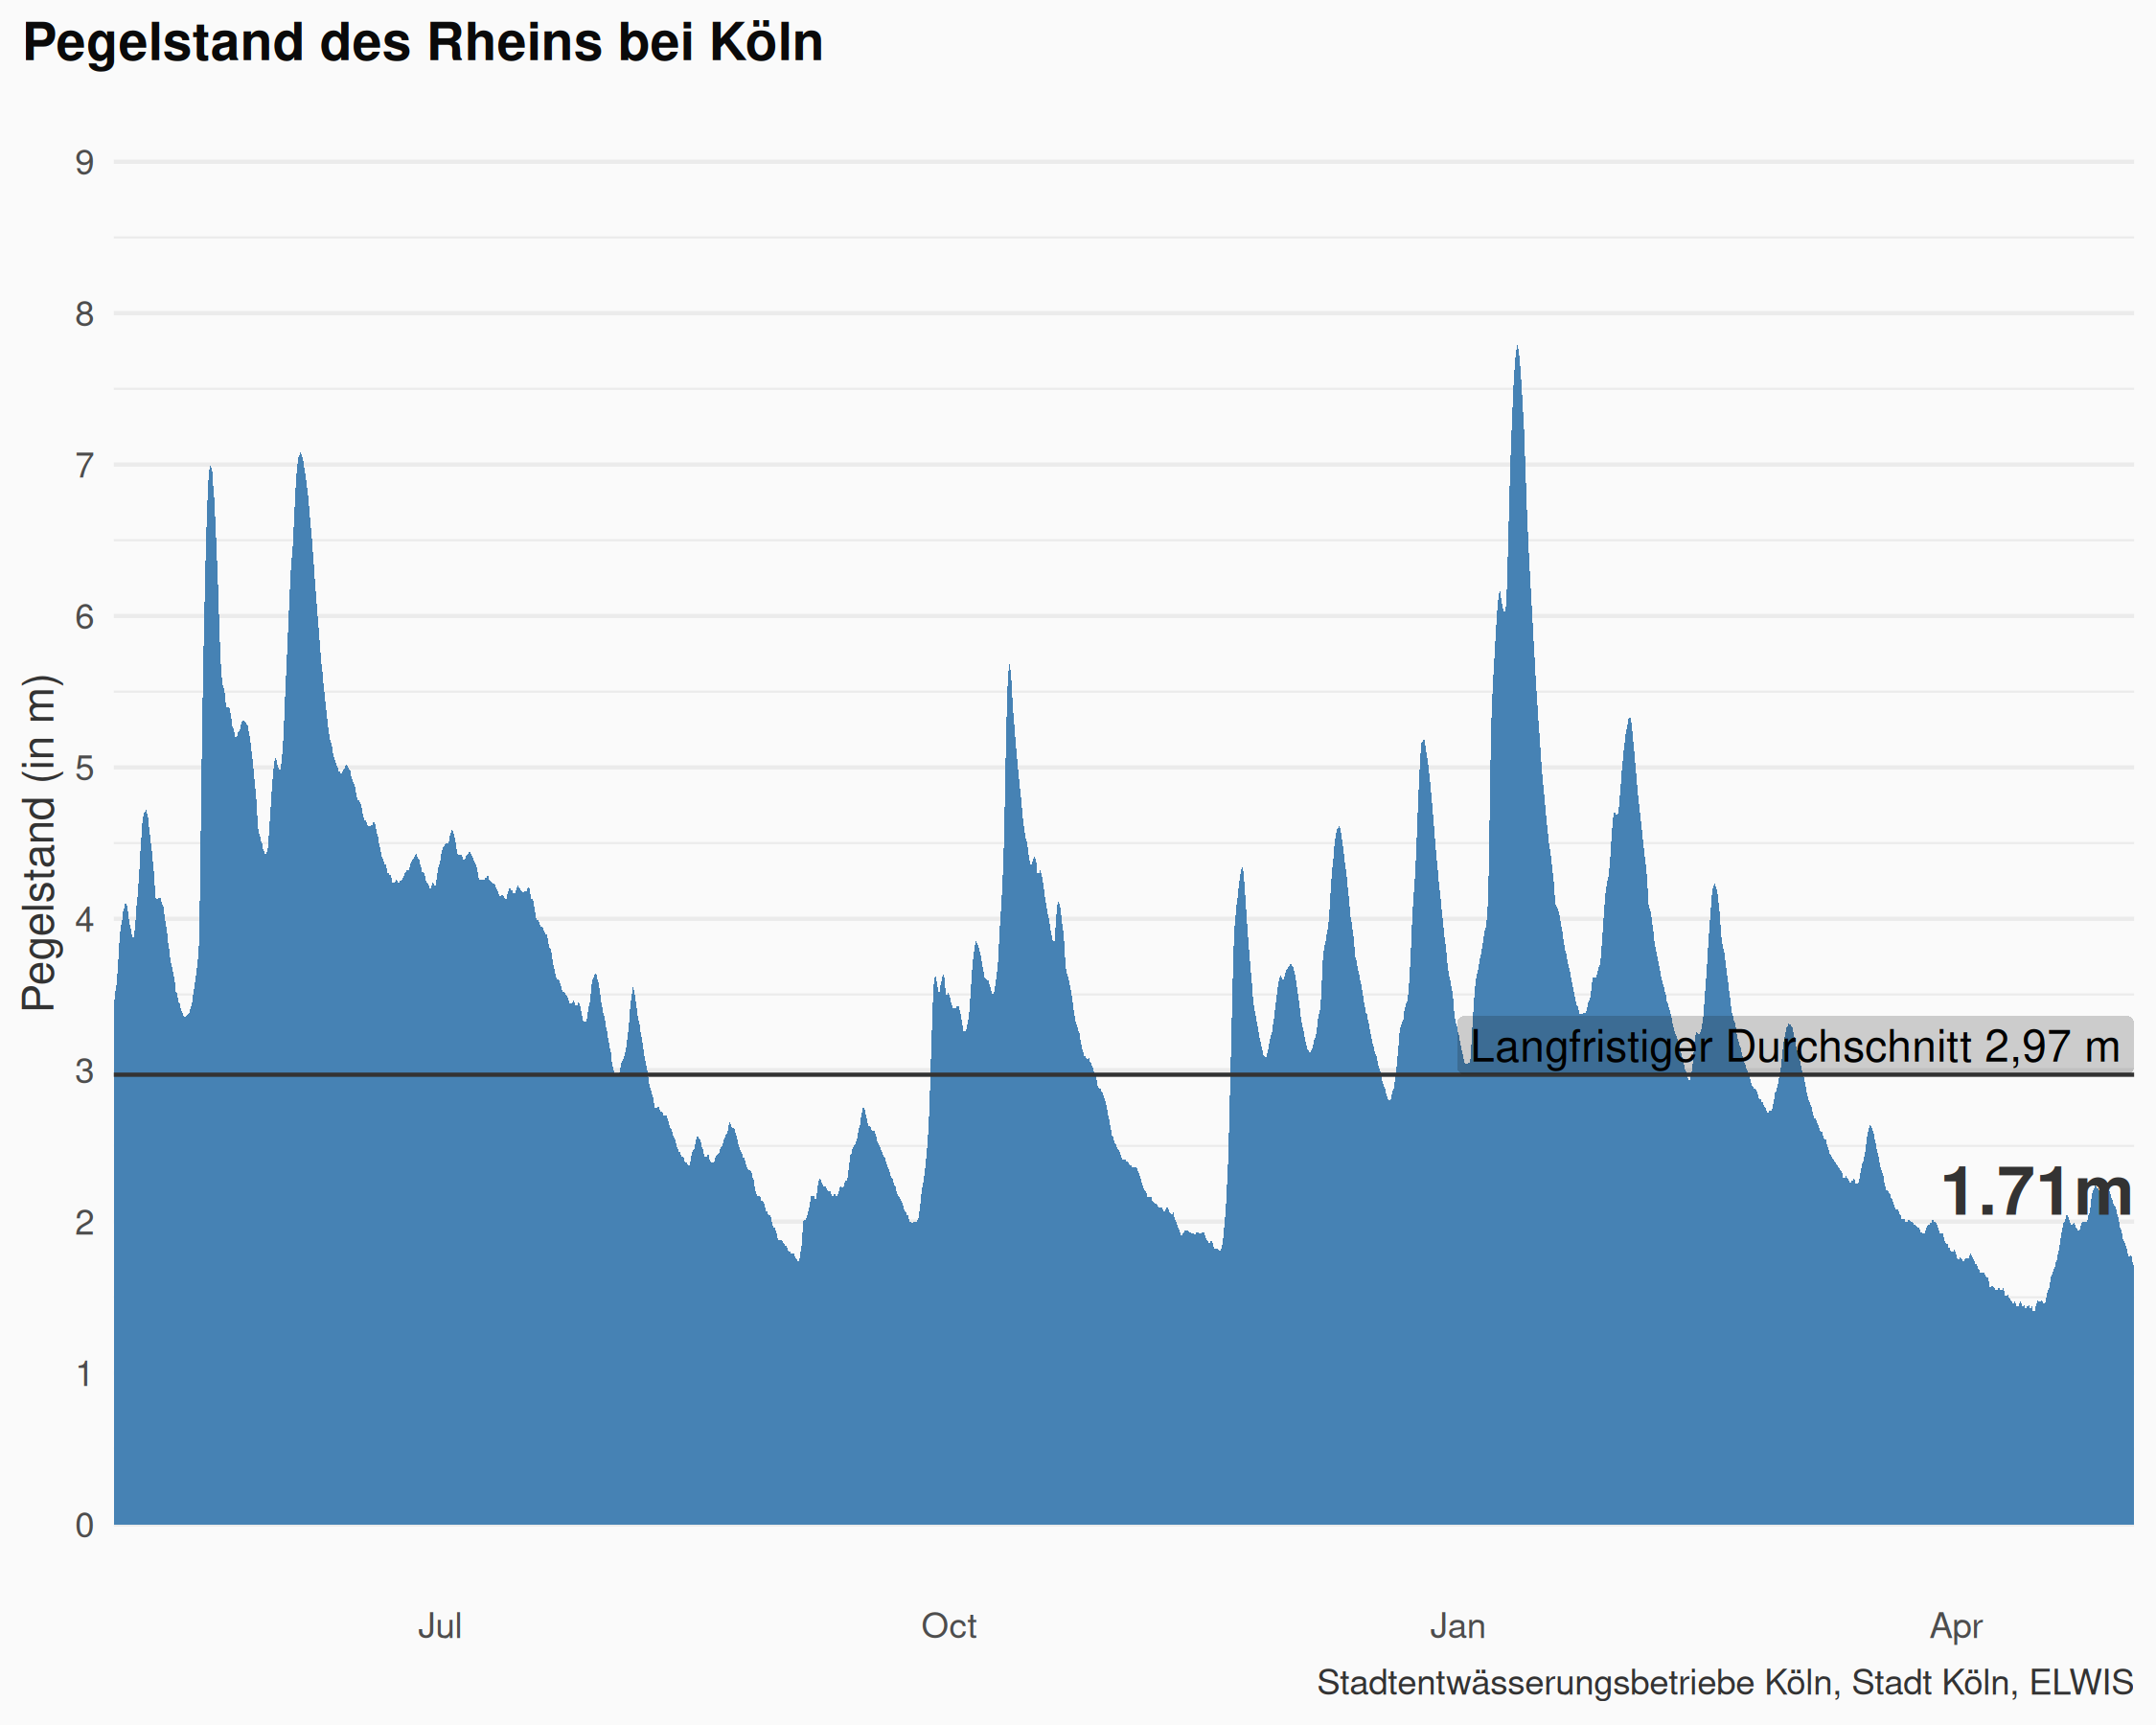 Pegelstand des Rheins bei Köln
Pegelstand (in m)
9
8
7
6
5
4
3
2
1
0
Langfristiger Durchschnitt 2,97 m
1.71m
Jul Oct Jan Apr
Stadtentwässerungsbetriebe Köln, Stadt Köln, ELWIS